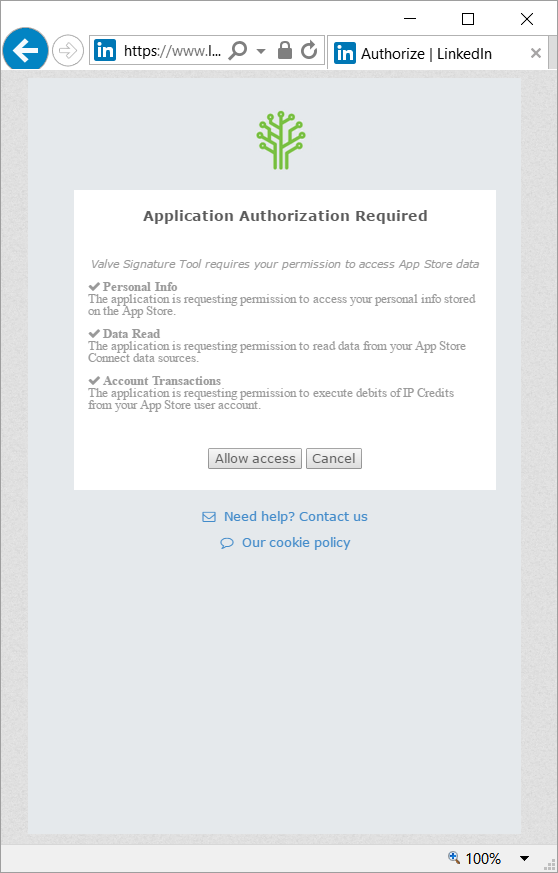 https://www.l...
Authorize | LinkedIn
Application Authorization Required
Valve Signature Tool requires your permission to access App Store data
Personal Info
The application is requesting permission to access your personal info stored
on the App Store.
Data Read
The application is requesting permission to read data from your App Store
Connect data sources.
Account Transactions
The application is requesting permission to execute debits of IP Credits
from your App Store user account.
Allow access Cancel
Need help? Contact us
Our cookie policy
100%